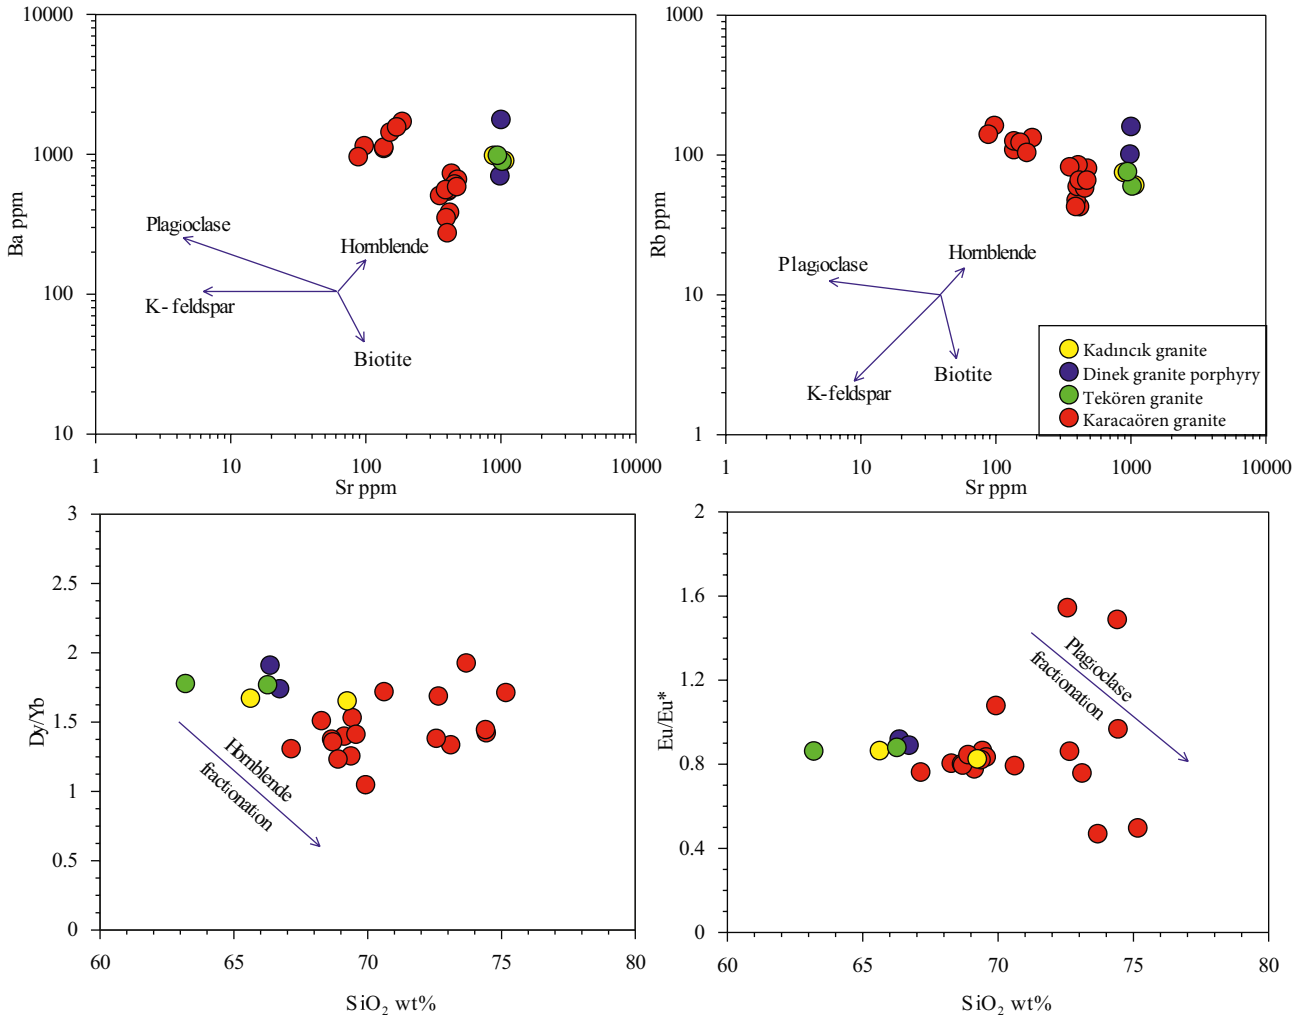 10000
1000
100
10
Ba ppm
Plagioclase
Hornblende
K- feldspar
Biotite
1
10
100
1000
10000
Sr ppm
1000
100
10
1
Rb ppm
Hornblende
Plagioclase
K-feldspar
Biotite
Kadıncık granite
Dinek granite porphyry
Tekören granite
Karacaören granite
1
10
100
1000
10000
Sr ppm
3
2.5
2
1.5
1
0.5
0
Dy/Yb
Hornblende
fractionation
60
65
70
75
80
SiO₂ wt%
2
1.6
1.2
0.8
0.4
0
Eu/Eu*
Plagioclase
fractionation
60
65
70
75
80
SiO₂ wt%